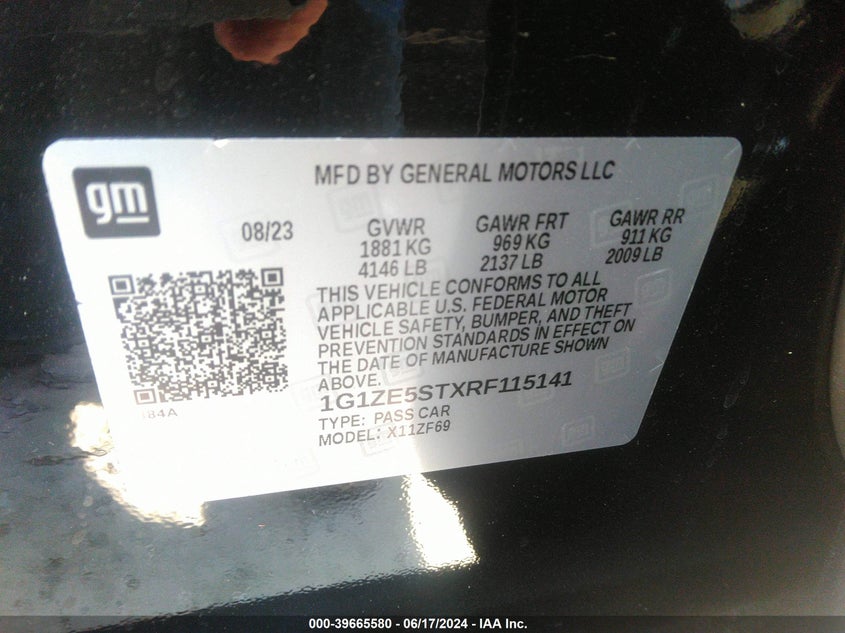 gm
MFD BY GENERAL MOTORS LLC
08/23
GVWR
1881 KG
4146 LB
GAWR FRT
969 KG
2137 LB
GAWR RR
911 KG
2009 LB
THIS VEHICLE CONFORMS TO ALL
APPLICABLE U.S. FEDERAL MOTOR
VEHICLE SAFETY, BUMPER, AND THEFT
PREVENTION STANDARDS IN EFFECT ON
THE DATE OF MANUFACTURE SHOWN
ABOVE.
1G1ZE5STXRF115141
TYPE: PASS CAR
MODEL: X11ZF69
000-39665580 - 06/17/2024 - IAA Inc.